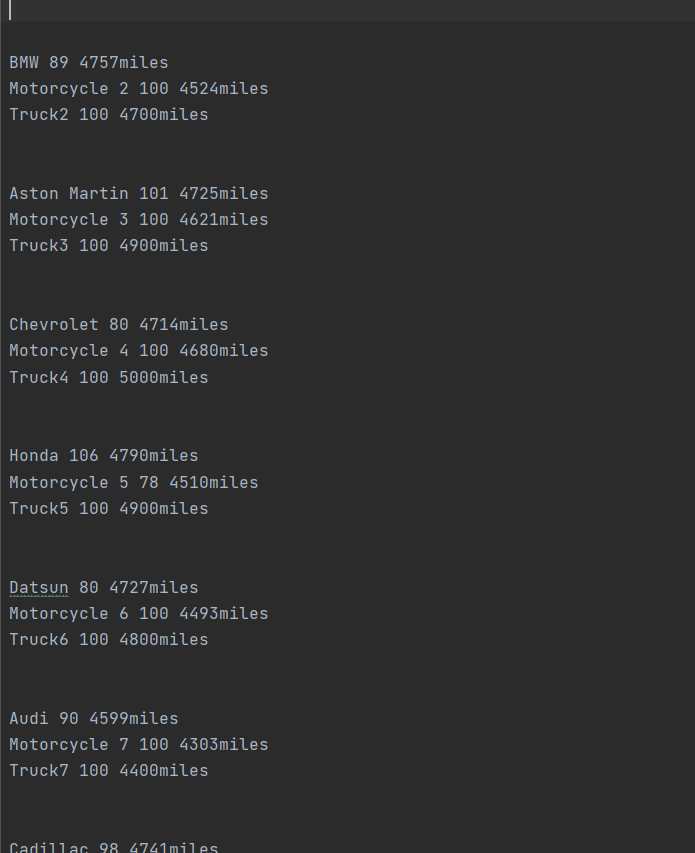 BMW 89 4757miles
Motorcycle 2 100 4524miles
Truck2 100 4700miles
Aston Martin 101 4725miles
Motorcycle 3 100 4621miles
Truck3 100 4900miles
Chevrolet 80 4714miles
Motorcycle 4 100 4680miles
Truck4 100 5000miles
Honda 106 4790miles
Motorcycle 5 78 4510miles
Truck5 100 4900miles
Datsun 80 4727miles
Motorcycle 6 100 4493miles
Truck6 100 4800miles
Audi 90 4599miles
Motorcycle 7 100 4303miles
Truck7 100 4400miles
Cadillac 98 4741miles